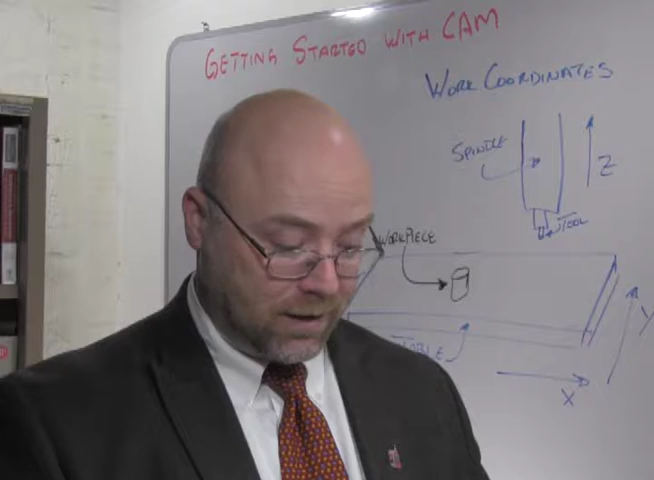 GETTING STARTED WITH CAM
WORK COORDINATES
SPINDLE
Z
TOOL
WORKPIECE
Y
TABLE
X